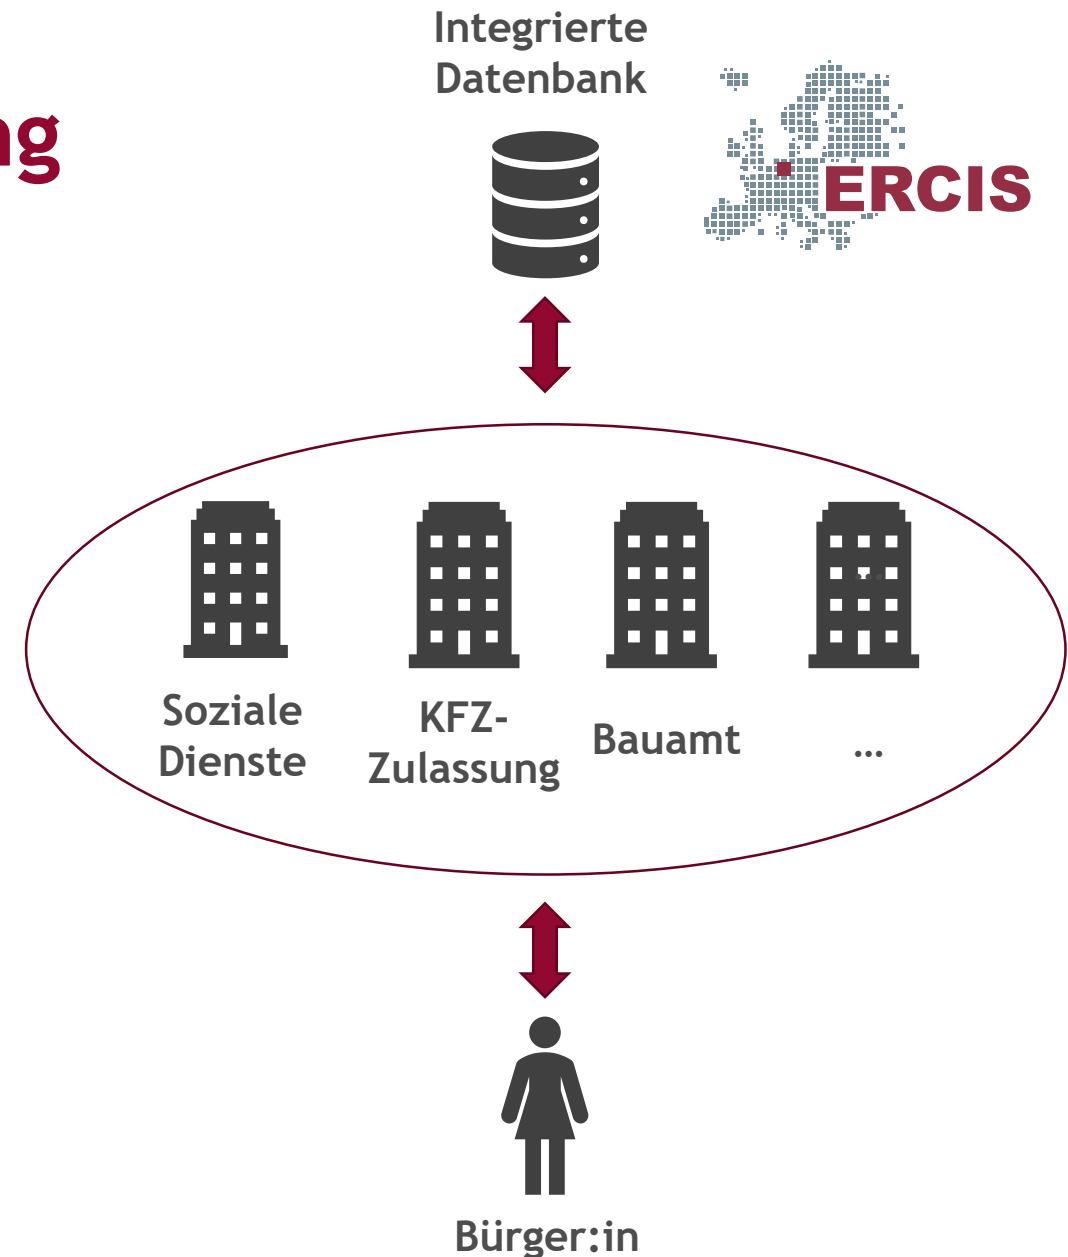 Integrierte
Datenbank
ng
ERCIS
...
Soziale
Dienste
KFZ-
Zulassung
Bauamt
...
Bürger:in